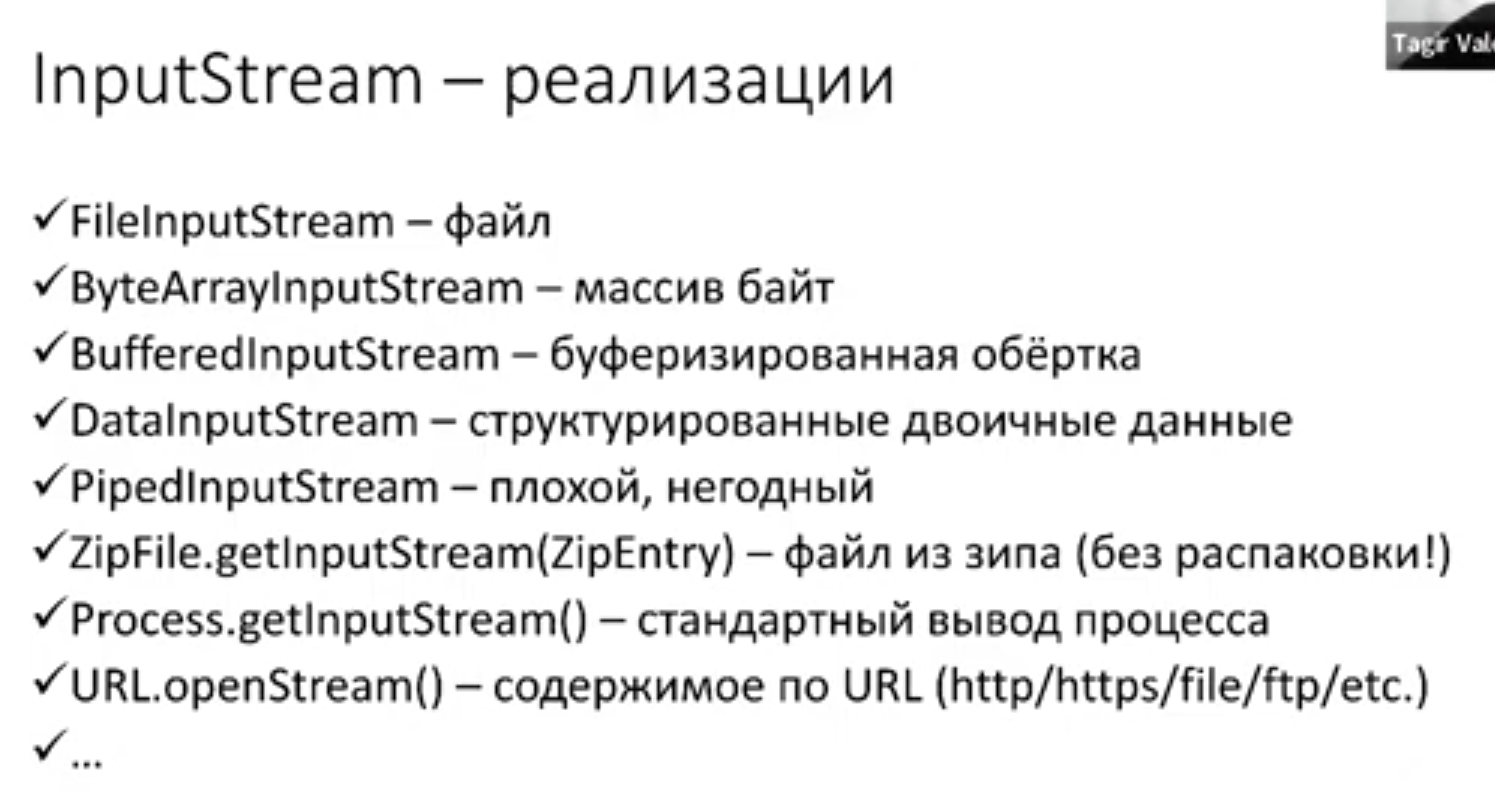 Tagir Val
InputStream – реализации
✓FileInputStream – файл
✓ByteArrayInputStream – массив байт
✓BufferedInputStream – буферизированная обёртка
✓DataInputStream – структурированные двоичные данные
✓PipedInputStream – плохой, негодный
✓ZipFile.getInputStream(ZipEntry) – файл из зипа (без распаковки!)
✓Process.getInputStream() – стандартный вывод процесса
✓URL.openStream() – содержимое по URL (http/https/file/ftp/etc.)
✓...